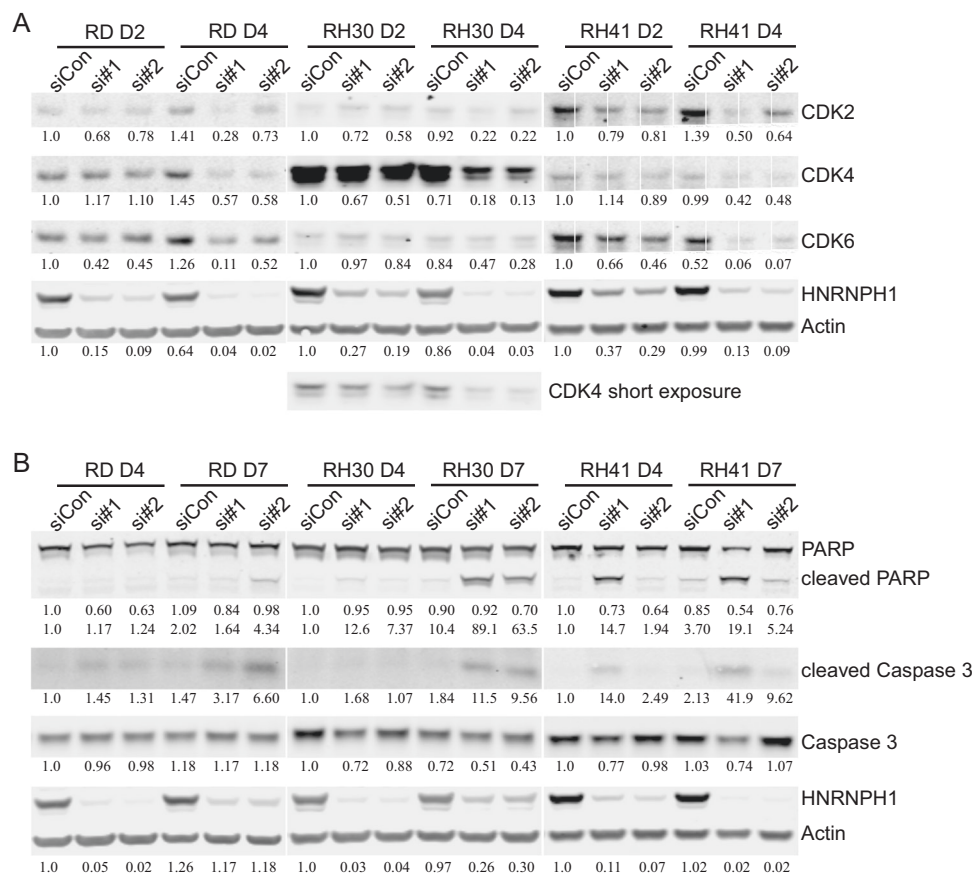 A
RD D2 RD D4 RH30 D2 RH30 D4 RH41 D2 RH41 D4
siCon si#1 si#2 siCon si#1 si#2 siCon si#1 si#2 siCon si#1 si#2 siCon si#1 si#2 siCon si#1 si#2
CDK2
1.0 0.68 0.78 1.41 0.28 0.73 1.0 0.72 0.58 0.92 0.22 0.22 1.0 0.79 0.81 1.39 0.50 0.64
CDK4
1.0 1.17 1.10 1.45 0.57 0.58 1.0 0.67 0.51 0.71 0.18 0.13 1.0 1.14 0.89 0.99 0.42 0.48
CDK6
1.0 0.42 0.45 1.26 0.11 0.52 1.0 0.97 0.84 0.84 0.47 0.28 1.0 0.66 0.46 0.52 0.06 0.07
HNRNPH1
Actin
1.0 0.15 0.09 0.64 0.04 0.02 1.0 0.27 0.19 0.86 0.04 0.03 1.0 0.37 0.29 0.99 0.13 0.09
CDK4 short exposure
B
RD D4 RD D7 RH30 D4 RH30 D7 RH41 D4 RH41 D7
siCon si#1 si#2 siCon si#1 si#2 siCon si#1 si#2 siCon si#1 si#2 siCon si#1 si#2 siCon si#1 si#2
PARP
cleaved PARP
1.0 0.60 0.63 1.09 0.84 0.98 1.0 0.95 0.95 0.90 0.92 0.70 1.0 0.73 0.64 0.85 0.54 0.76
1.0 1.17 1.24 2.02 1.64 4.34 1.0 12.6 7.37 10.4 89.1 63.5 1.0 14.7 1.94 3.70 19.1 5.24
cleaved Caspase 3
1.0 1.45 1.31 1.47 3.17 6.60 1.0 1.68 1.07 1.84 11.5 9.56 1.0 14.0 2.49 2.13 41.9 9.62
Caspase 3
1.0 0.96 0.98 1.18 1.17 1.18 1.0 0.72 0.88 0.72 0.51 0.43 1.0 0.77 0.98 1.03 0.74 1.07
HNRNPH1
Actin
1.0 0.05 0.02 1.26 1.17 1.18 1.0 0.03 0.04 0.97 0.26 0.30 1.0 0.11 0.07 1.02 0.02 0.02